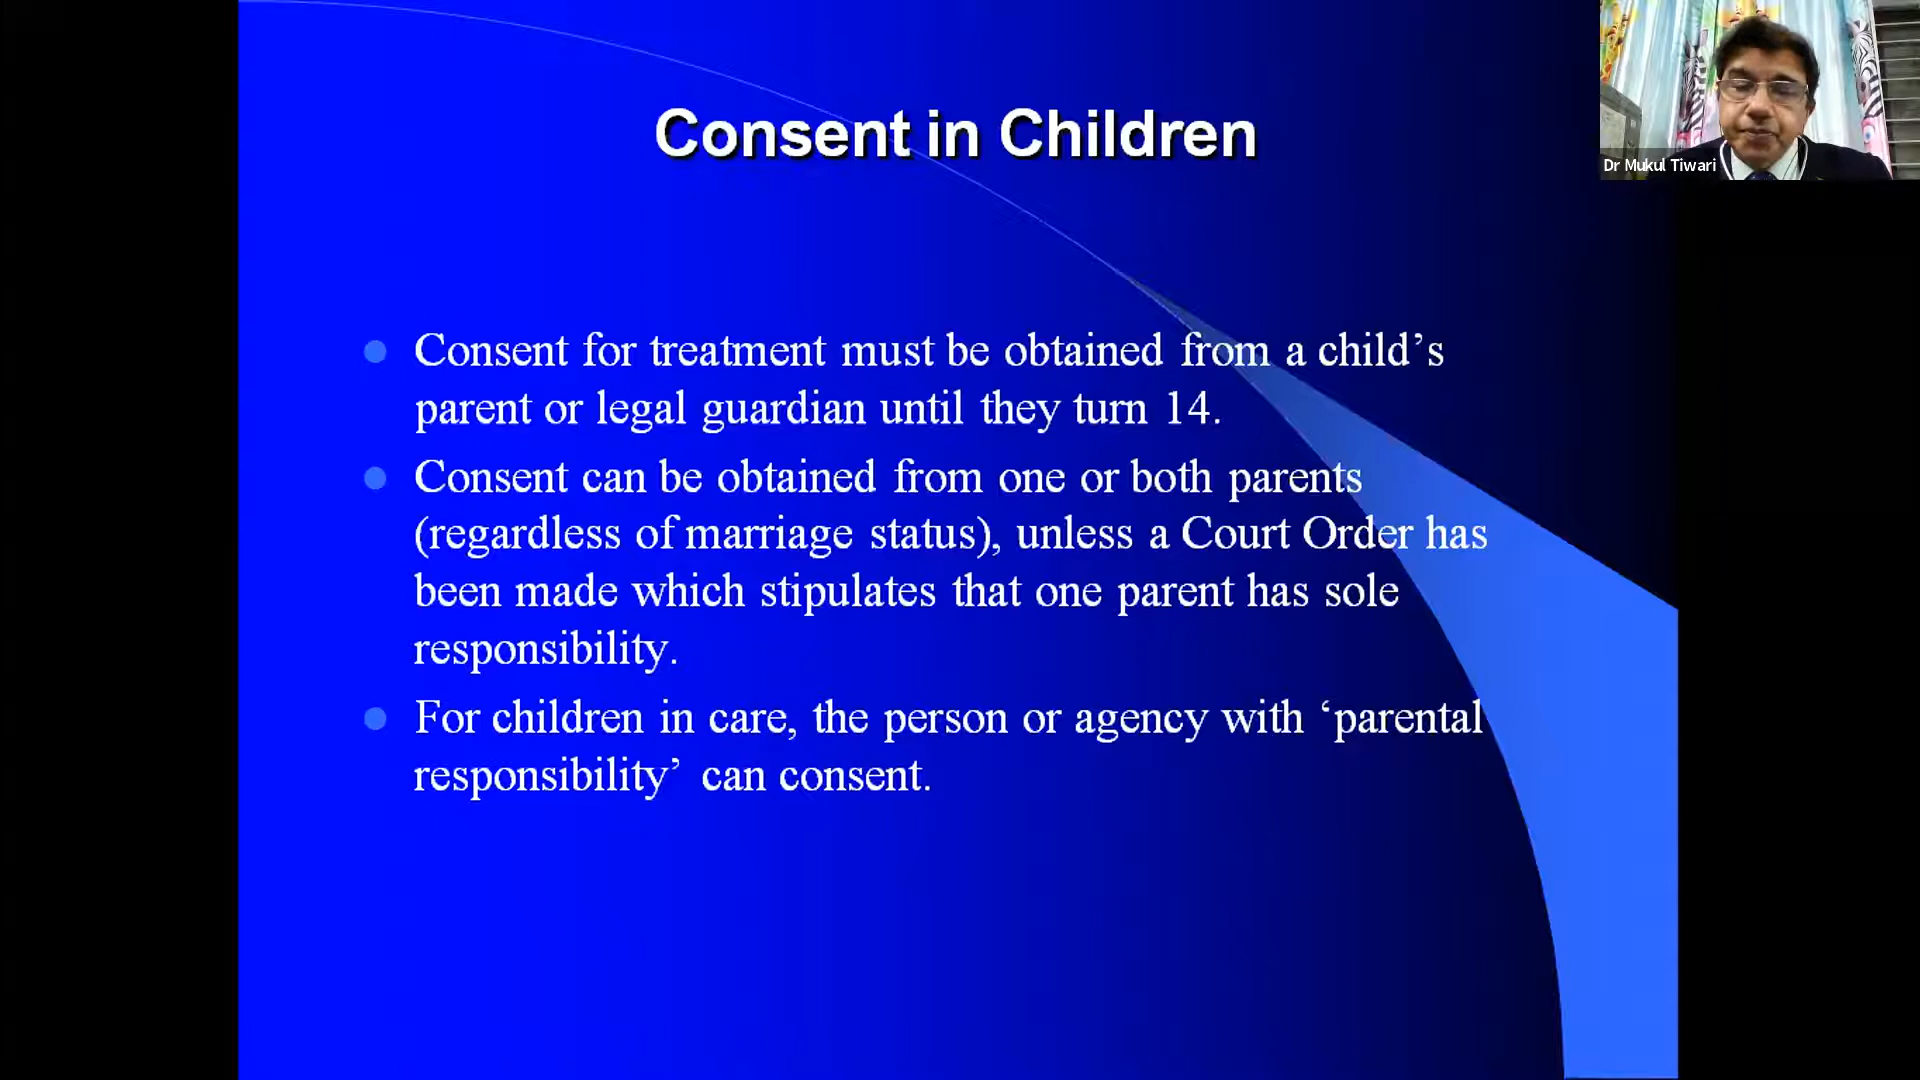 Consent in Children
Dr Mukul Tiwari
Consent for treatment must be obtained from a child’s
parent or legal guardian until they turn 14.
Consent can be obtained from one or both parents
(regardless of marriage status), unless a Court Order has
been made which stipulates that one parent has sole
responsibility.
For children in care, the person or agency with ‘parental
responsibility’ can consent.